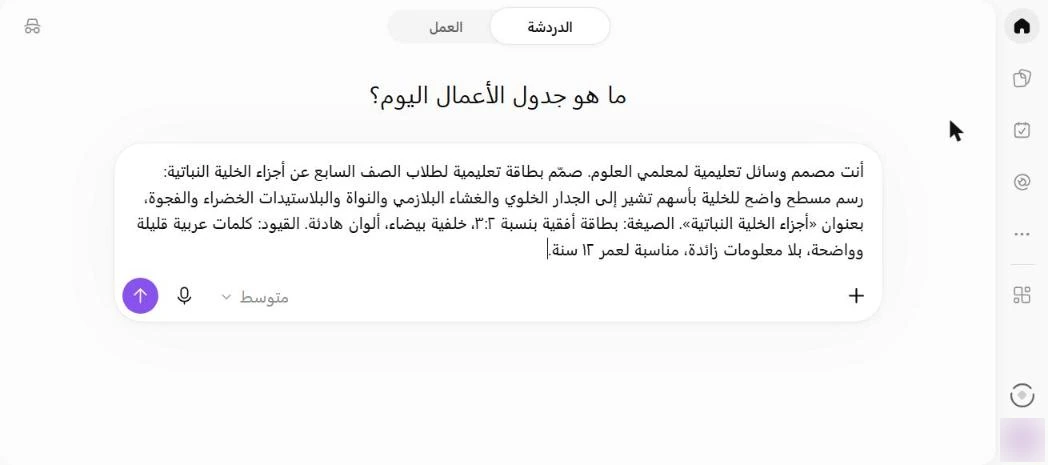 الدردشة
العمل
ما هو جدول الأعمال اليوم؟
أنت مصمم وسائل تعليمية لمعلمي العلوم. صمّم بطاقة تعليمية لطلاب الصف السابع عن أجزاء الخلية النباتية:
رسم مسطح واضح للخلية بأسهم تشير إلى الجدار الخلوي والغشاء البلازمي والنواة والبلاستيدات الخضراء والفجوة،
بعنوان «أجزاء الخلية النباتية». الصيغة: بطاقة أفقية بنسبة ٣:٢، خلفية بيضاء، ألوان هادئة. القيود: كلمات عربية قليلة
وواضحة، بلا معلومات زائدة، مناسبة لعمر ١٢ سنة.
متوسط